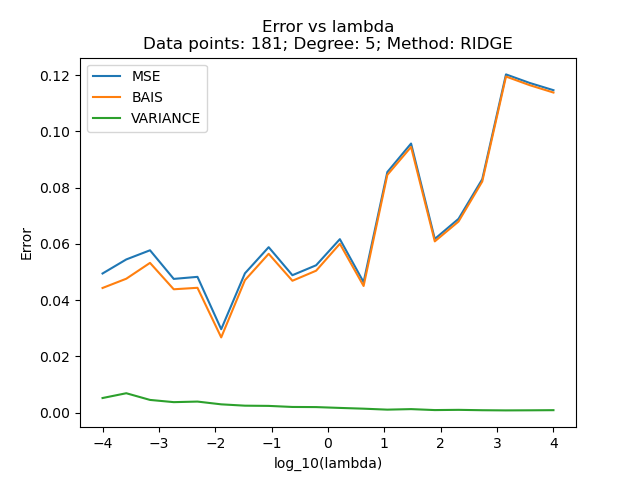 Error vs lambda
Data points: 181; Degree: 5; Method: RIDGE
MSE
BAIS
VARIANCE
0.12
0.10
0.08
0.06
0.04
0.02
0.00
Error
−4 −3 −2 −1 0 1 2 3 4
log_10(lambda)